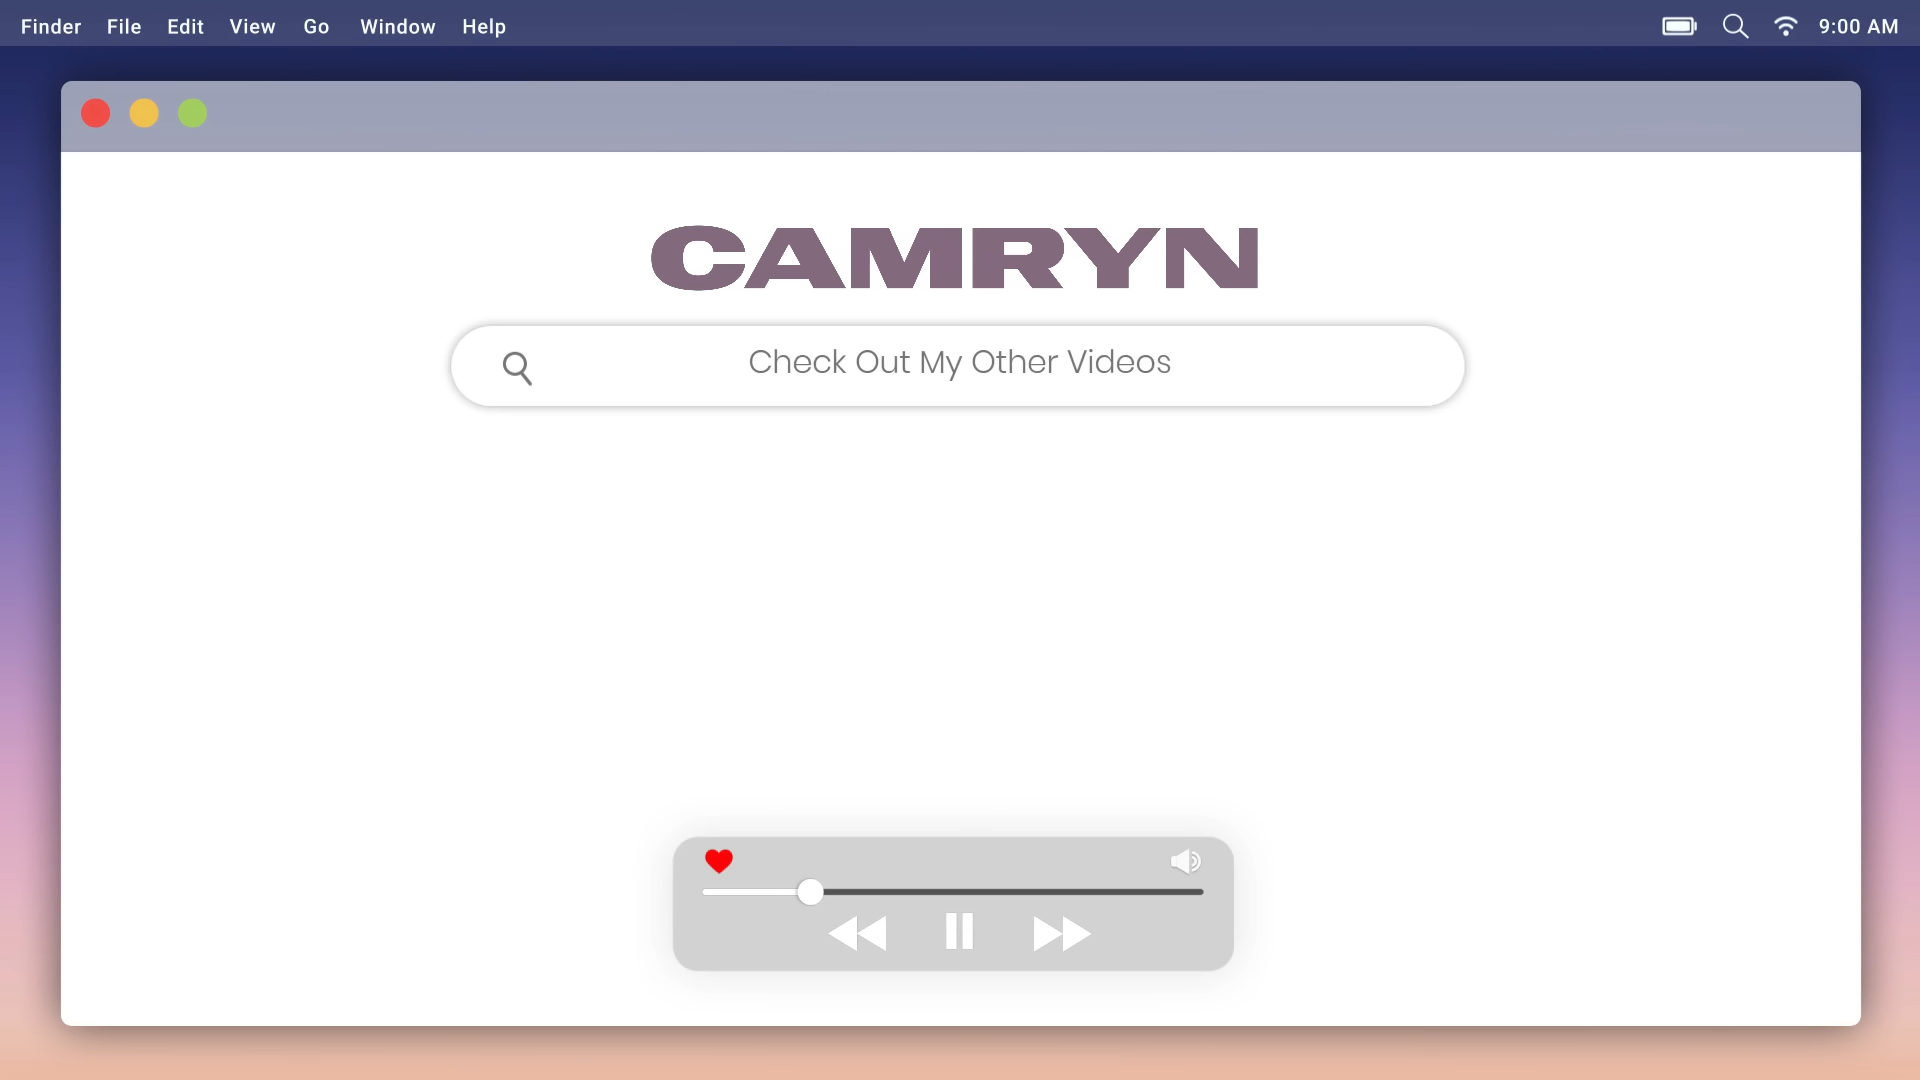 Finder File Edit View Go Window Help 9:00 AM
CAMRYN
Check Out My Other Videos